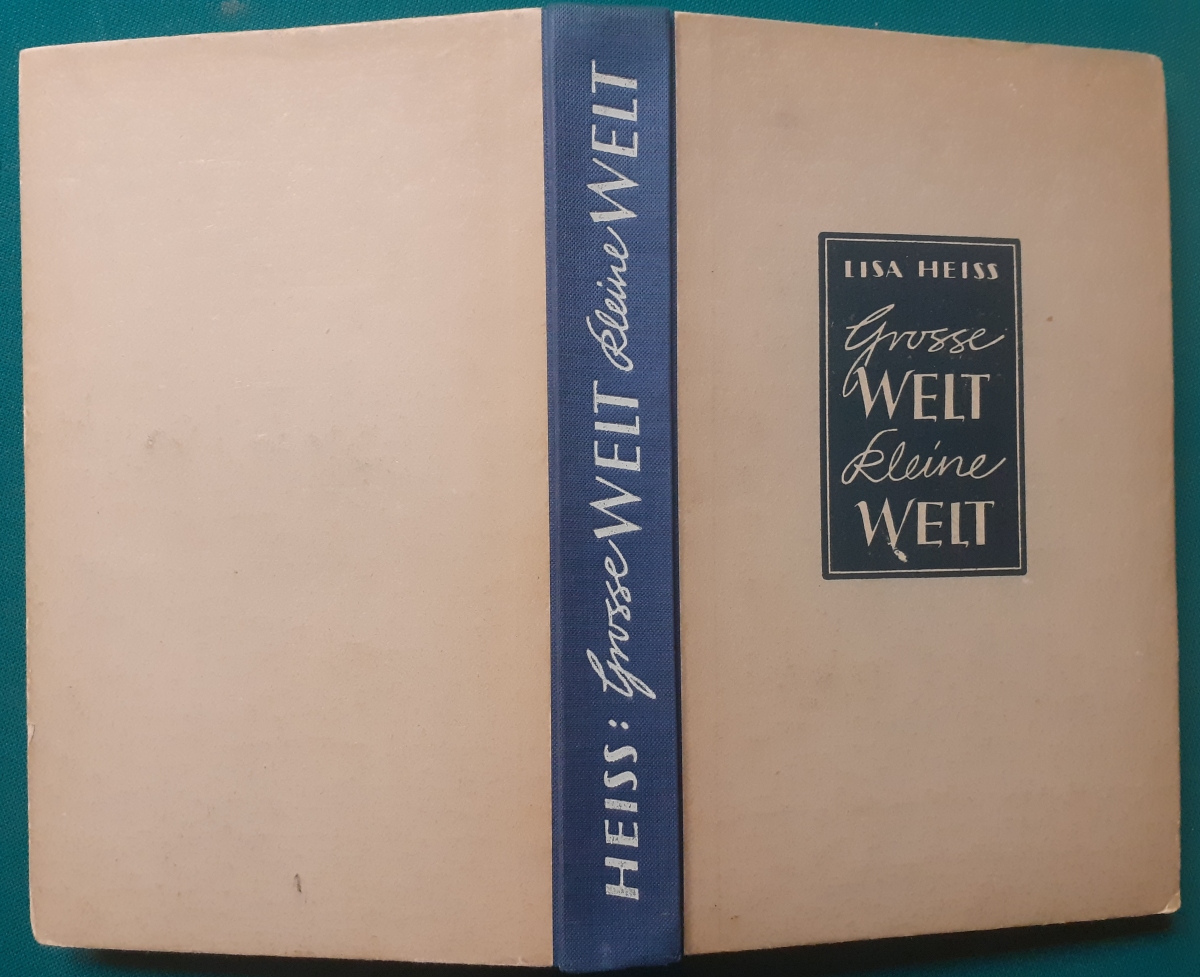 HEISS: Grosse WELT kleine WELT
LISA HEISS
Grosse
WELT
kleine
WELT